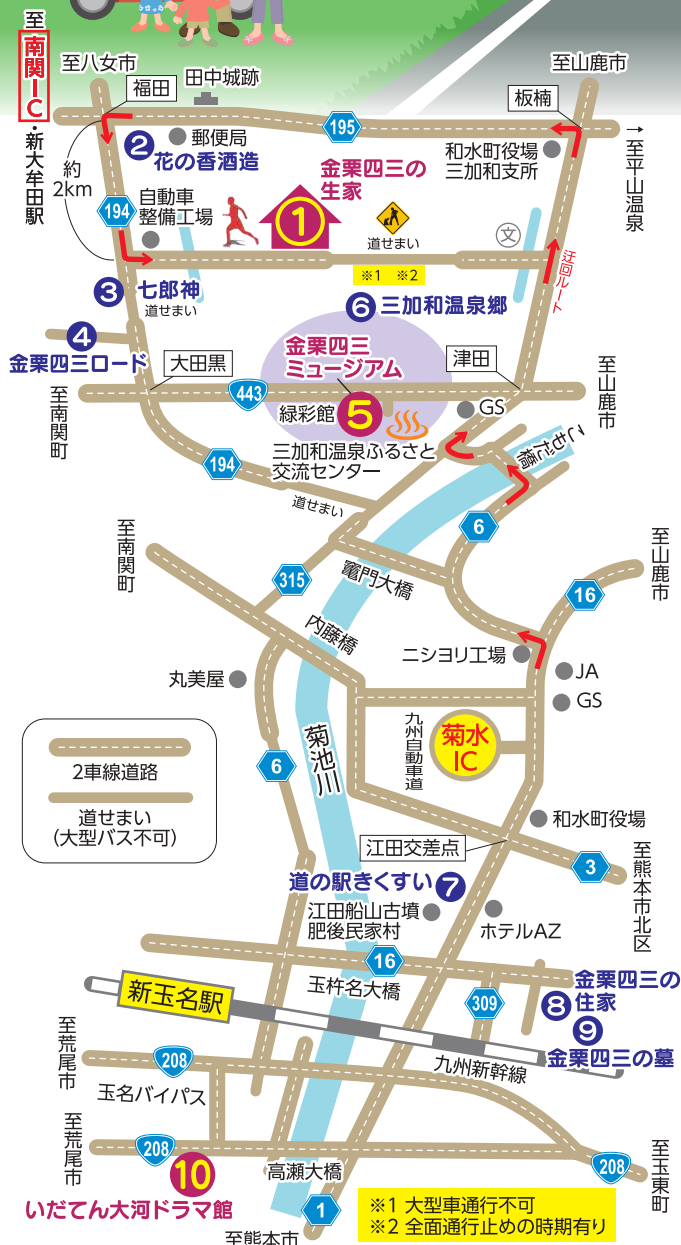 至南関IC・新大牟田駅
至八女市
福田
田中城跡
至山鹿市
板楠
195
→至平山温泉
② 郵便局
花の香酒造
和水町役場
三加和支所
約
2km
金栗四三の
生家
①
194
自動車
整備工場
道せまい
文
※1 ※2
迂回ルート
③ 七郎神
道せまい
⑥ 三加和温泉郷
④
金栗四三ロード
大田黒
金栗四三
ミュージアム
津田
至山鹿市
至南関町
443
緑彩館
⑤
GS
三加和温泉ふるさと
交流センター
194
道せまい
こもだ橋
6
至南関町
至山鹿市
315
竈門大橋
16
内藤橋
ニシヨリ工場
JA
GS
丸美屋
菊池川
九州自動車道
菊水
IC
2車線道路
道せまい
(大型バス不可)
6
和水町役場
江田交差点
3
至熊本市北区
道の駅きくすい ⑦
江田船山古墳
肥後民家村
ホテルAZ
16
玉杵名大橋
309
金栗四三の
⑧ 住家
⑨
金栗四三の墓
新玉名駅
九州新幹線
至荒尾市
208
玉名バイパス
至荒尾市
208
⑩
いだてん大河ドラマ館
高瀬大橋
208
至玉東町
1
至熊本市
※1 大型車通行不可
※2 全面通行止めの時期有り